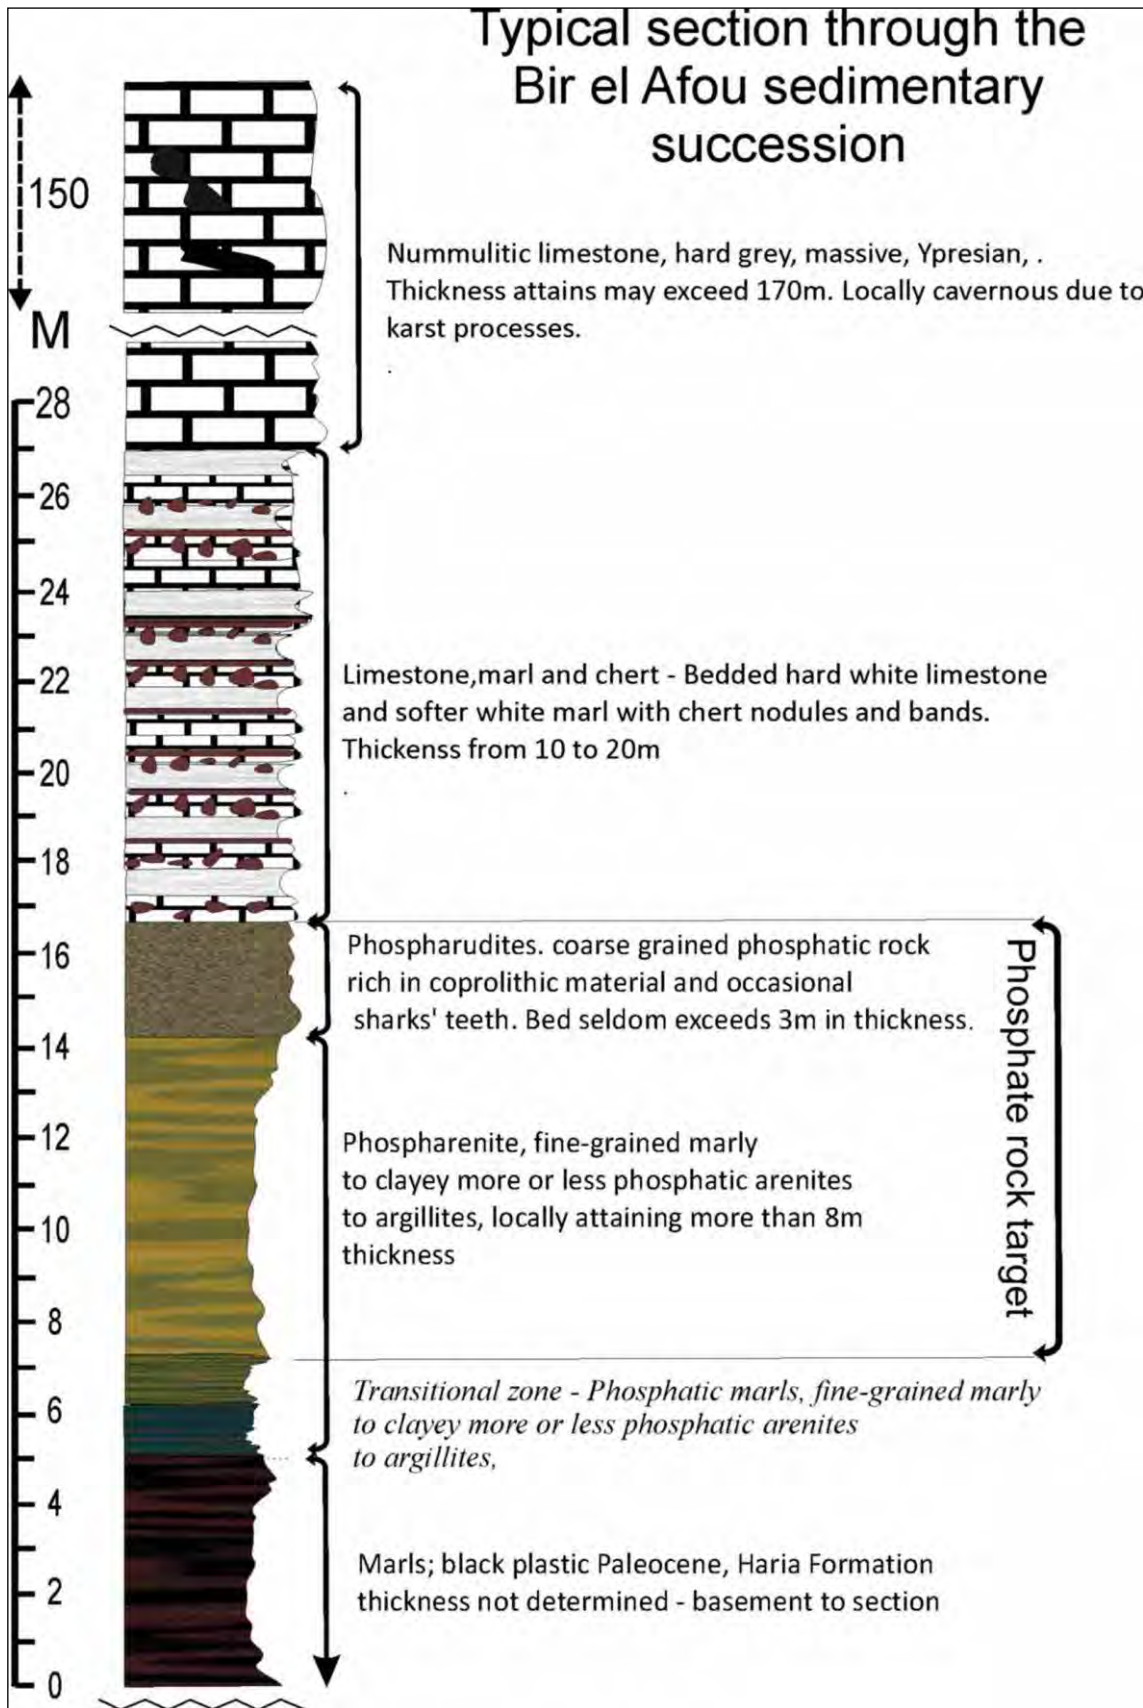 Typical section through the
Bir el Afou sedimentary
succession
150
M
Nummulitic limestone, hard grey, massive, Ypresian, .
Thickness attains may exceed 170m. Locally cavernous due to
karst processes.
.
28
26
24
22
20
18
16
14
12
10
8
6
4
2
0
Limestone,marl and chert - Bedded hard white limestone
and softer white marl with chert nodules and bands.
Thickenss from 10 to 20m
.
Phospharudites. coarse grained phosphatic rock
rich in coprolithic material and occasional
sharks' teeth. Bed seldom exceeds 3m in thickness.
Phosphate rock target
Phospharenite, fine-grained marly
to clayey more or less phosphatic arenites
to argillites, locally attaining more than 8m
thickness
Transitional zone - Phosphatic marls, fine-grained marly
to clayey more or less phosphatic arenites
to argillites,
Marls; black plastic Paleocene, Haria Formation
thickness not determined - basement to section